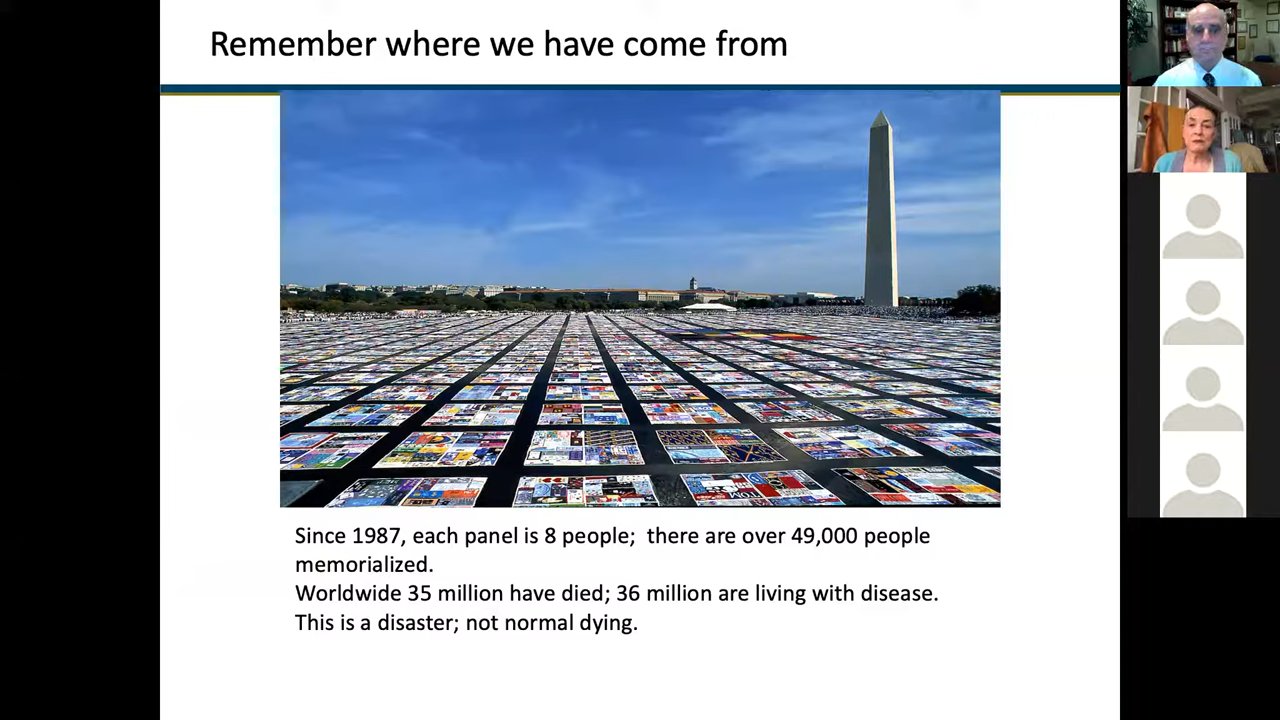 Remember where we have come from
TOM
Since 1987, each panel is 8 people;  there are over 49,000 people
memorialized.
Worldwide 35 million have died; 36 million are living with disease.
This is a disaster; not normal dying.